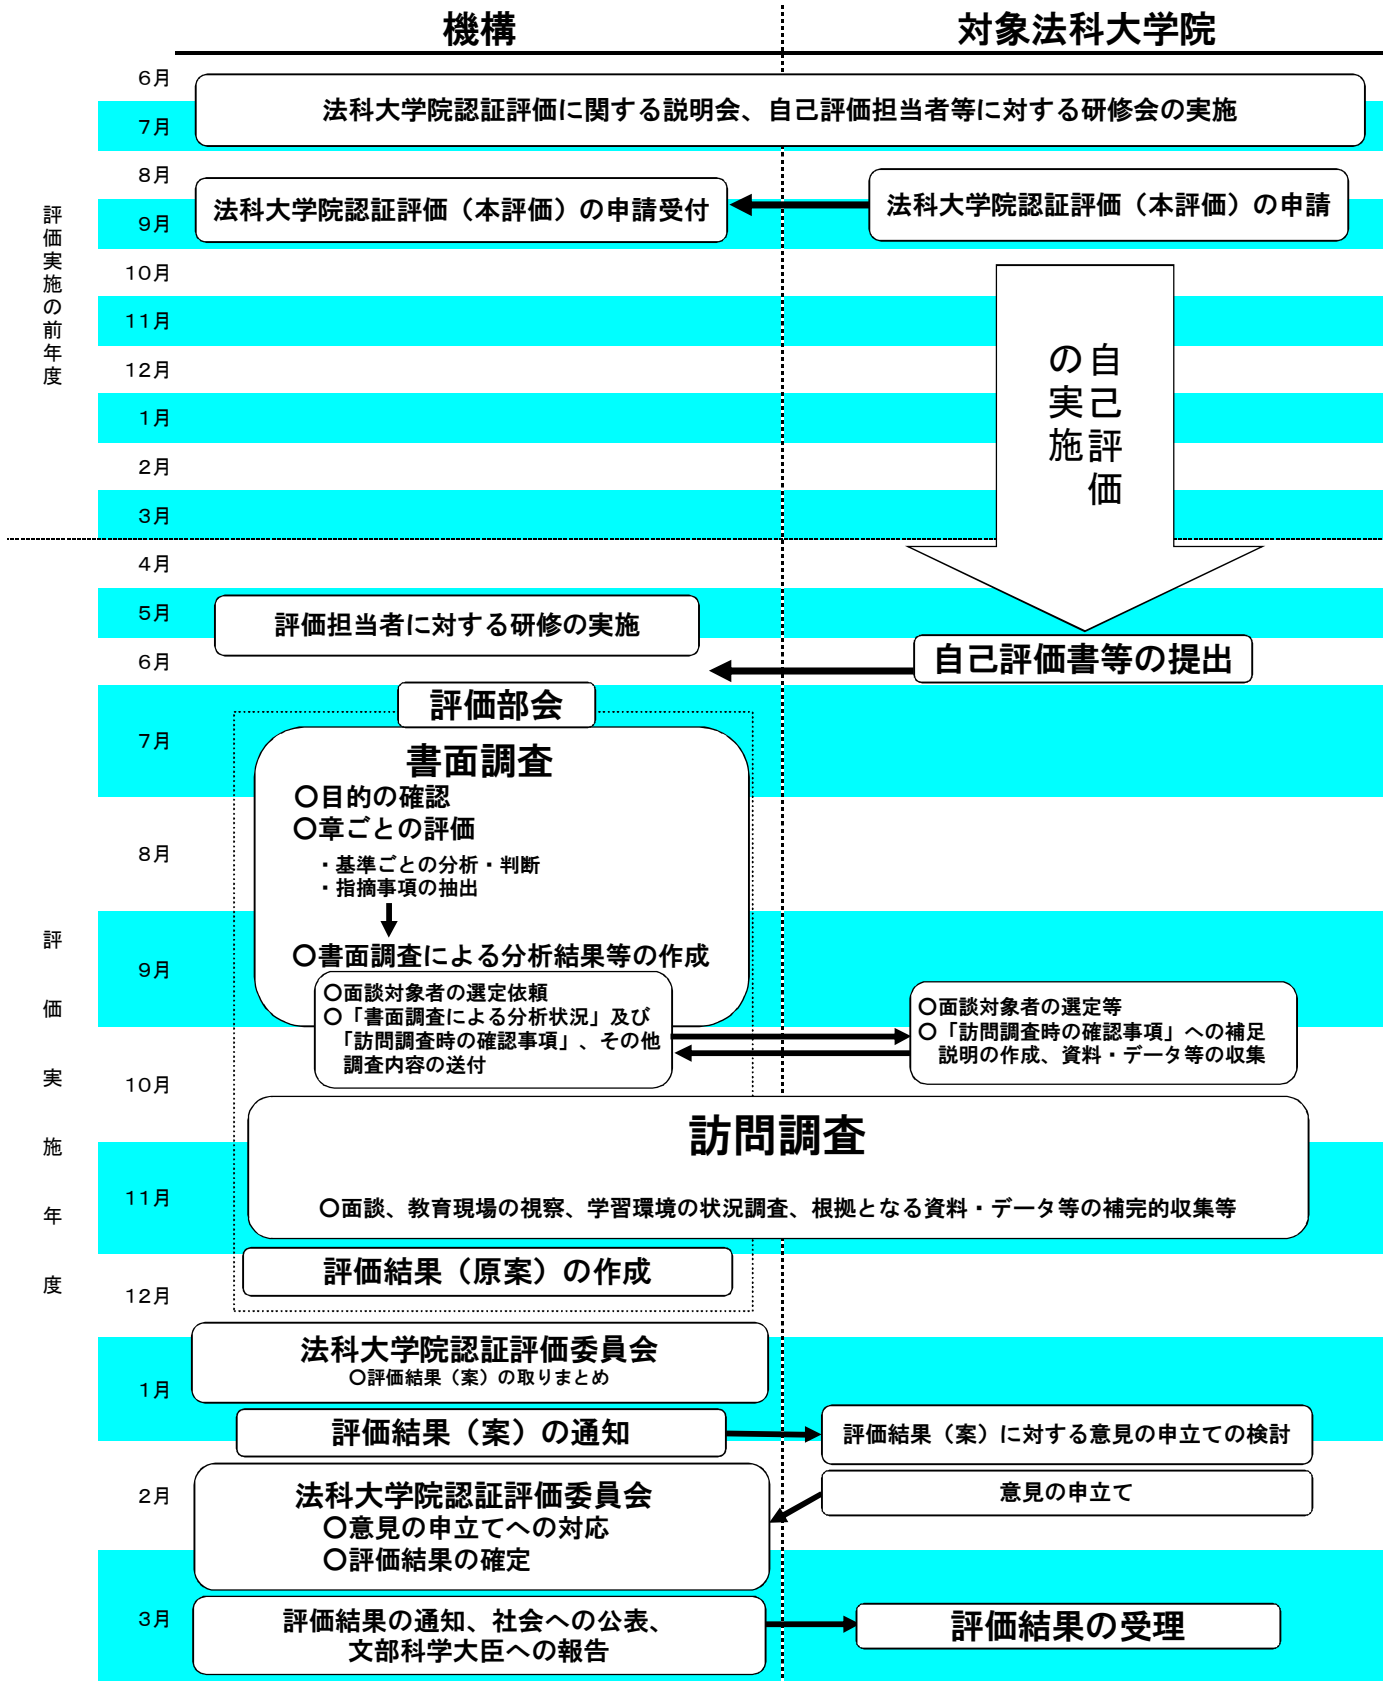 機構
対象法科大学院
6月
法科大学院認証評価に関する説明会、自己評価担当者等に対する研修会の実施
7月
8月
法科大学院認証評価（本評価）の申請受付
法科大学院認証評価（本評価）の申請
9月
評価実施の前年度
10月
11月
12月
1月
2月
3月
自己評価
の実施
4月
5月
評価担当者に対する研修の実施
6月
自己評価書等の提出
評価部会
7月
書面調査
○目的の確認
○章ごとの評価
8月
・基準ごとの分析・判断
・指摘事項の抽出
評価実施年度
○書面調査による分析結果等の作成
9月
○面談対象者の選定依頼
○「書面調査による分析状況」及び
「訪問調査時の確認事項」、その他
調査内容の送付
○面談対象者の選定等
○「訪問調査時の確認事項」への補足
説明の作成、資料・データ等の収集
10月
訪問調査
11月
○面談、教育現場の視察、学習環境の状況調査、根拠となる資料・データ等の補完的収集等
評価結果（原案）の作成
12月
法科大学院認証評価委員会
○評価結果（案）の取りまとめ
1月
評価結果（案）の通知
評価結果（案）に対する意見の申立ての検討
2月
法科大学院認証評価委員会
○意見の申立てへの対応
○評価結果の確定
意見の申立て
3月
評価結果の通知、社会への公表、
文部科学大臣への報告
評価結果の受理